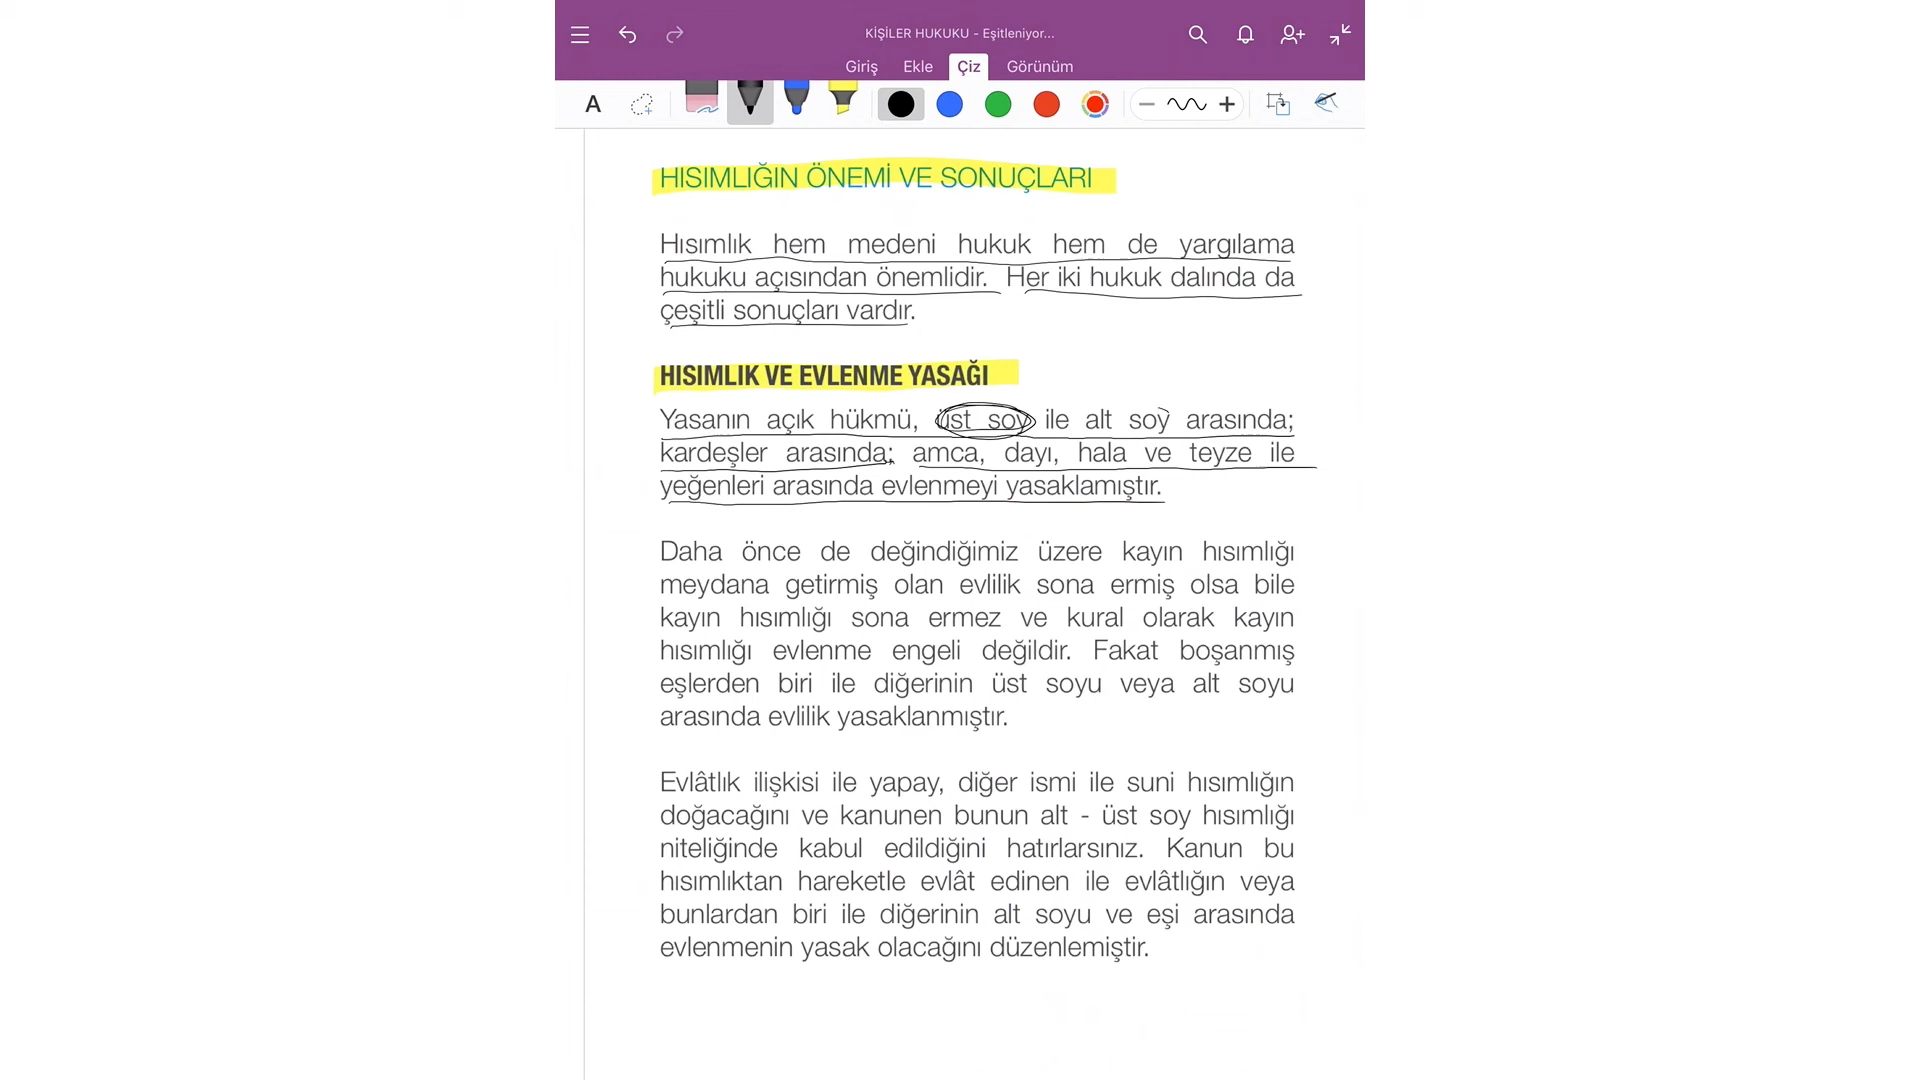 KİŞİLER HUKUKU - Eşitleniyor...
Giriş Ekle Çiz Görünüm
A
HISIMLIĞIN ÖNEMİ VE SONUÇLARI
Hısımlık hem medeni hukuk hem de yargılama
hukuku açısından önemlidir. Her iki hukuk dalında da
çeşitli sonuçları vardır.
HISIMLIK VE EVLENME YASAĞI
Yasanın açık hükmü, üst soy ile alt soy arasında;
kardeşler arasında; amca, dayı, hala ve teyze ile
yeğenleri arasında evlenmeyi yasaklamıştır.
Daha önce de değindiğimiz üzere kayın hısımlığı
meydana getirmiş olan evlilik sona ermiş olsa bile
kayın hısımlığı sona ermez ve kural olarak kayın
hısımlığı evlenme engeli değildir. Fakat boşanmış
eşlerden biri ile diğerinin üst soyu veya alt soyu
arasında evlilik yasaklanmıştır.
Evlâtlık ilişkisi ile yapay, diğer ismi ile suni hısımlığın
doğacağını ve kanunen bunun alt - üst soy hısımlığı
niteliğinde kabul edildiğini hatırlarsınız. Kanun bu
hısımlıktan hareketle evlât edinen ile evlâtlığın veya
bunlardan biri ile diğerinin alt soyu ve eşi arasında
evlenmenin yasak olacağını düzenlemiştir.